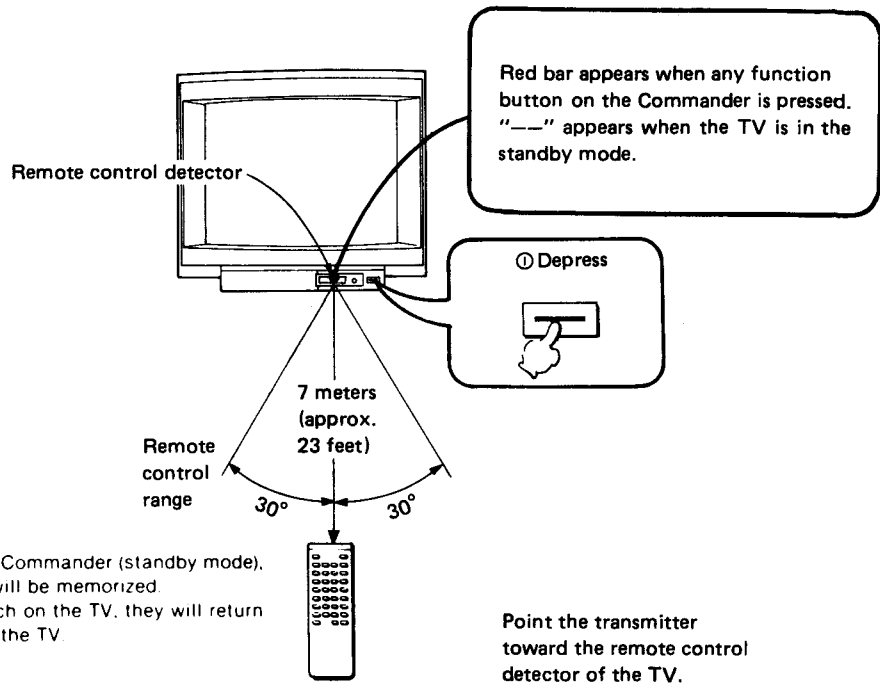 Red bar appears when any function
button on the Commander is pressed.
"——" appears when the TV is in the
standby mode.
Remote control detector
① Depress
7 meters
(approx.
23 feet)
Remote
control
range
30°
30°
Commander (standby mode),
will be memorized.
ch on the TV, they will return
the TV.
Point the transmitter
toward the remote control
detector of the TV.